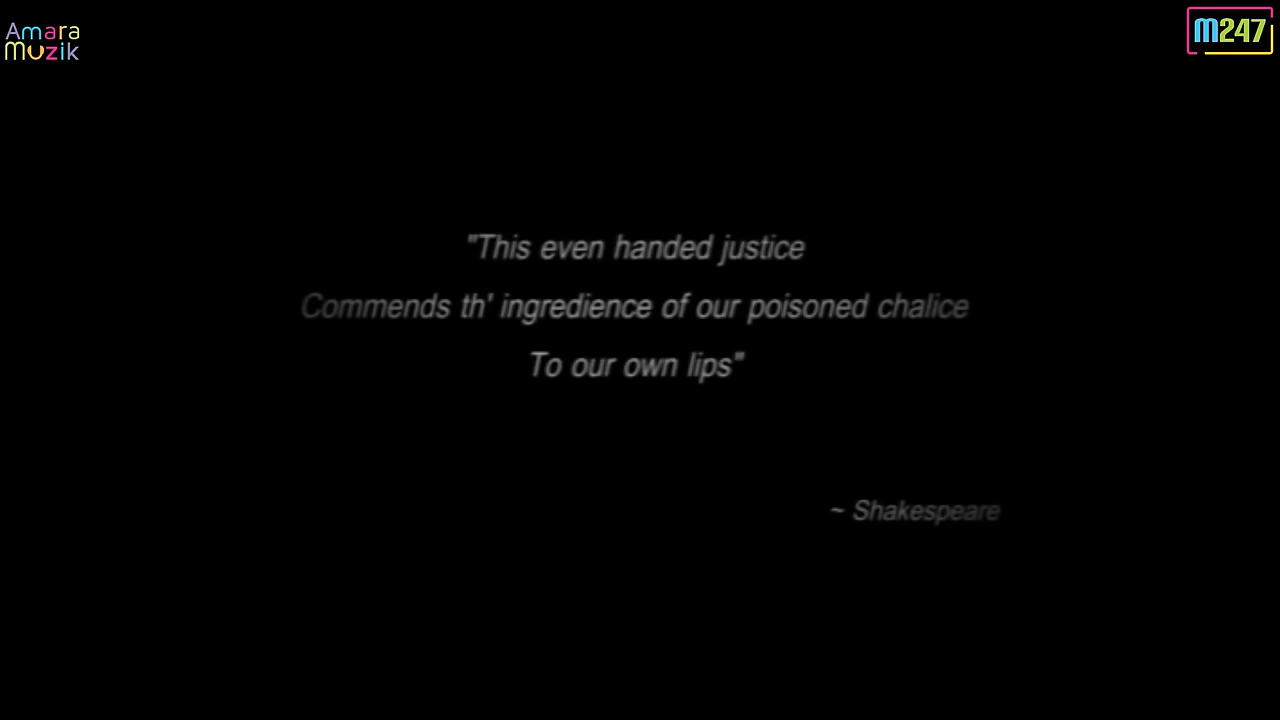 Amara
Muzik
M247
"This even handed justice
Commends th' ingredience of our poisoned chalice
To our own lips"
~ Shakespeare